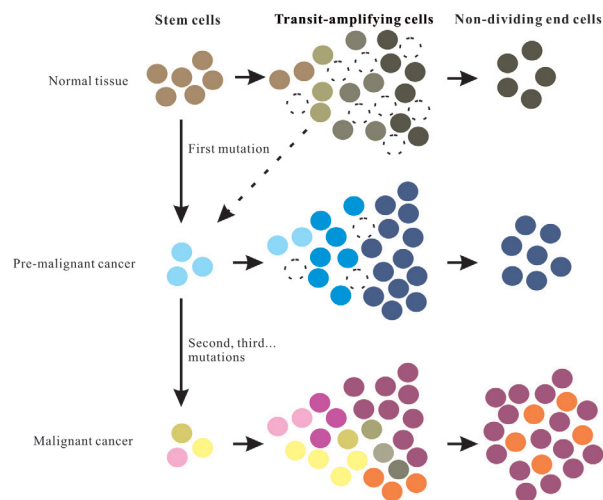 Stem cells
Transit-amplifying cells
Non-dividing end cells
Normal tissue
First mutation
Pre-malignant cancer
Second, third...
mutations
Malignant cancer